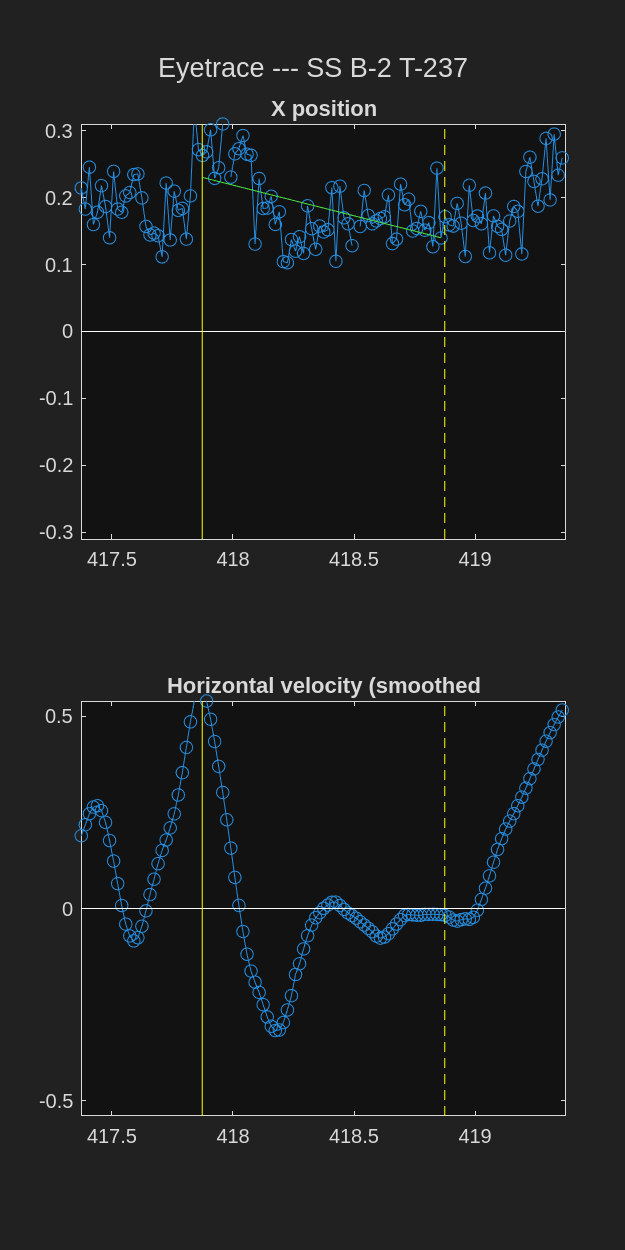 Eyetrace --- SS B-2 T-237
X position
0.3
0.2
0.1
0
-0.1
-0.2
-0.3
417.5 418 418.5 419
Horizontal velocity (smoothed
0.5
0
-0.5
417.5 418 418.5 419